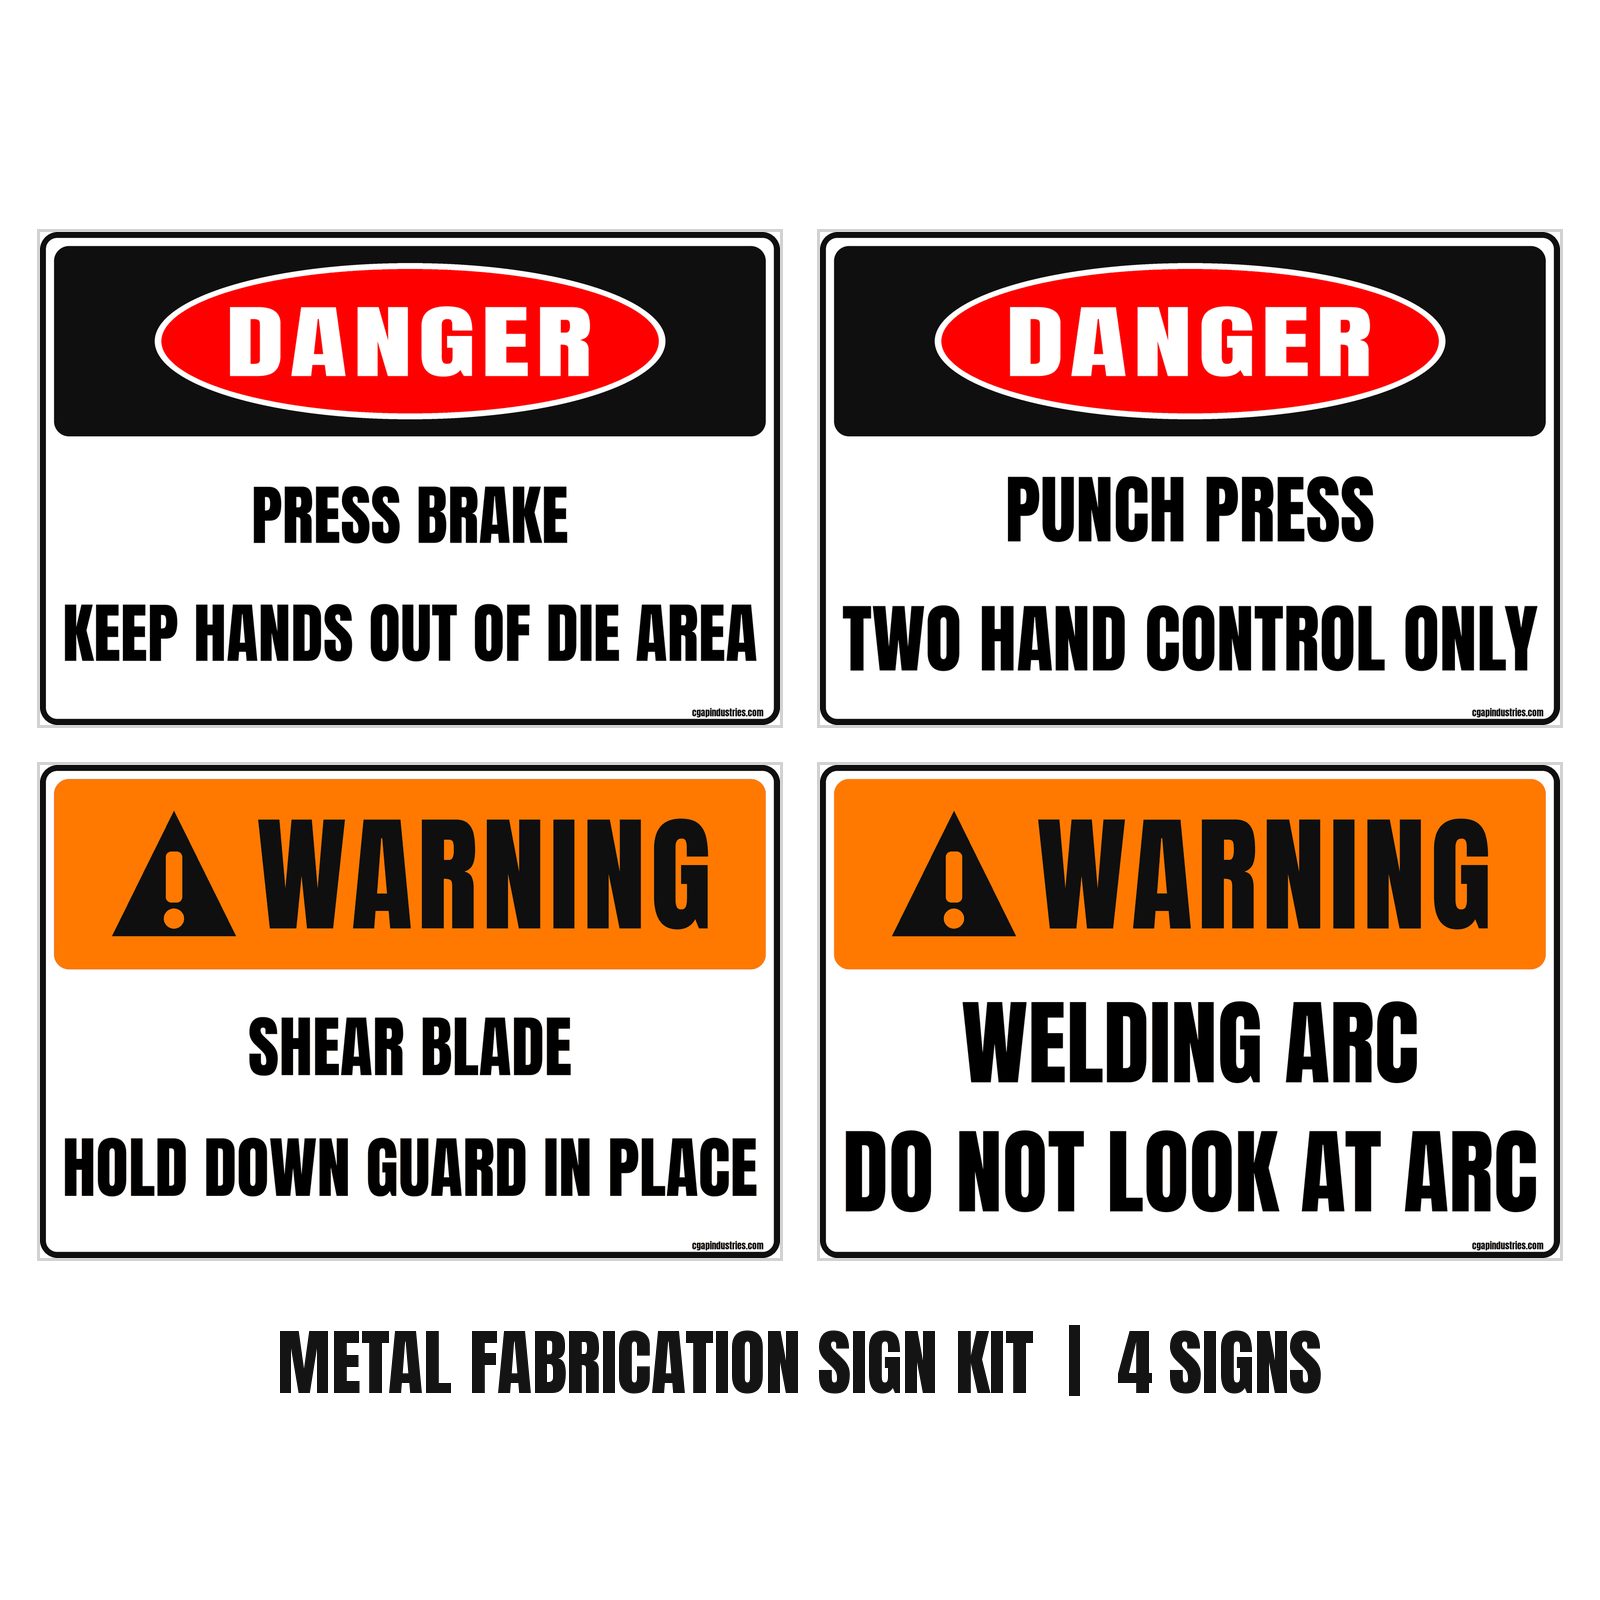 DANGER
PRESS BRAKE
KEEP HANDS OUT OF DIE AREA
cgapindustries.com
DANGER
PUNCH PRESS
TWO HAND CONTROL ONLY
cgapindustries.com
WARNING
SHEAR BLADE
HOLD DOWN GUARD IN PLACE
cgapindustries.com
WARNING
WELDING ARC
DO NOT LOOK AT ARC
cgapindustries.com
METAL FABRICATION SIGN KIT | 4 SIGNS